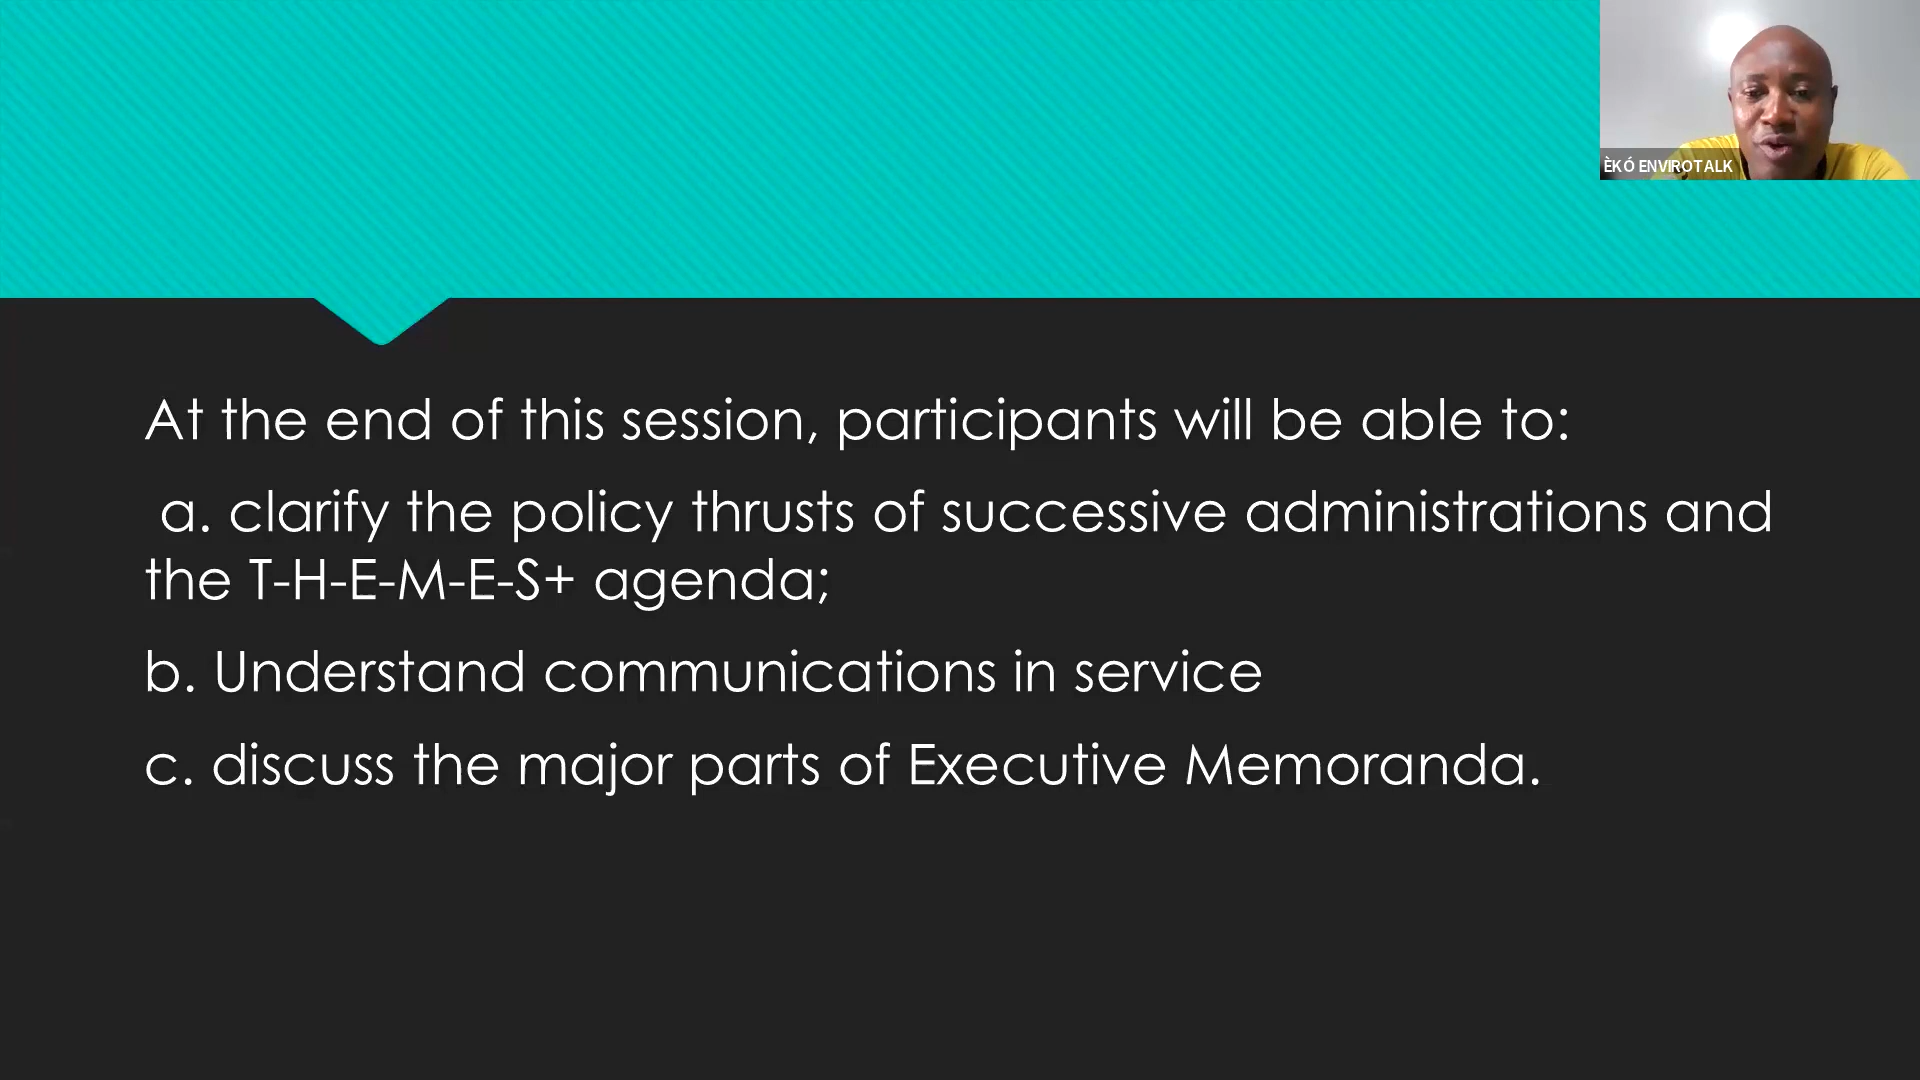 ÈKÓ ENVIROTALK
At the end of this session, participants will be able to:
a. clarify the policy thrusts of successive administrations and
the T-H-E-M-E-S+ agenda;
b. Understand communications in service
c. discuss the major parts of Executive Memoranda.